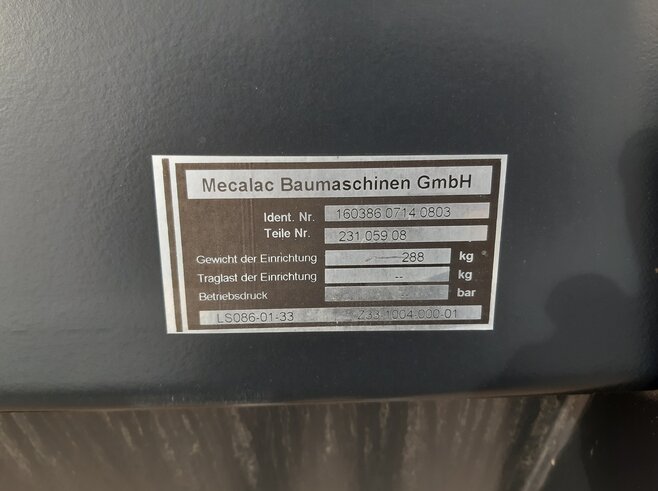 Mecalac Baumaschinen GmbH
Ident. Nr. 160386 0714 0803
Teile Nr. 231 059 08
Gewicht der Einrichtung 288 kg
Traglast der Einrichtung -- kg
Betriebsdruck -- bar
LS086-01-33 Z33 1004 000-01